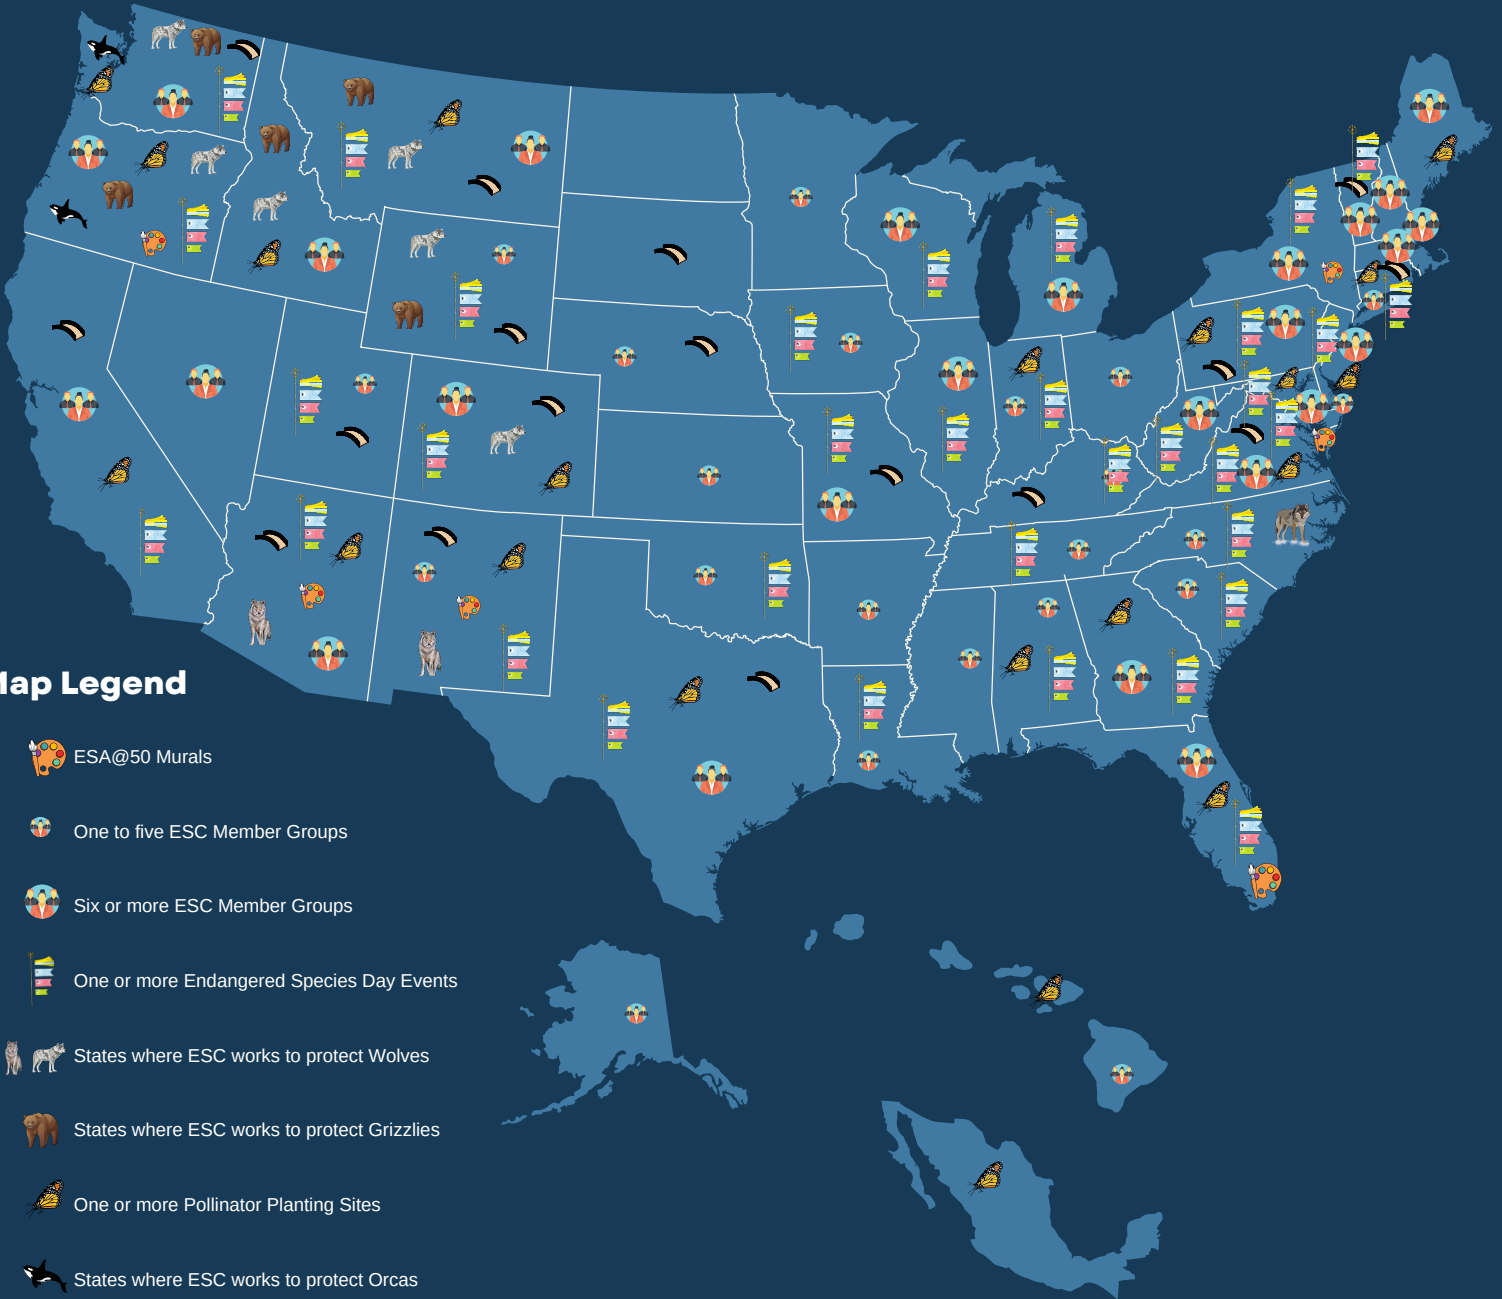 Map Legend
ESA@50 Murals
One to five ESC Member Groups
Six or more ESC Member Groups
One or more Endangered Species Day Events
States where ESC works to protect Wolves
States where ESC works to protect Grizzlies
One or more Pollinator Planting Sites
States where ESC works to protect Orcas